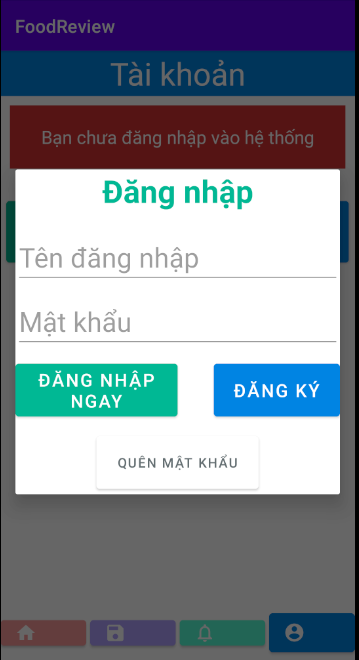 FoodReview
Tài khoản
Bạn chưa đăng nhập vào hệ thống
Đăng nhập
Tên đăng nhập
Mật khẩu
ĐĂNG NHẬP
NGAY
ĐĂNG KÝ
QUÊN MẬT KHẨU